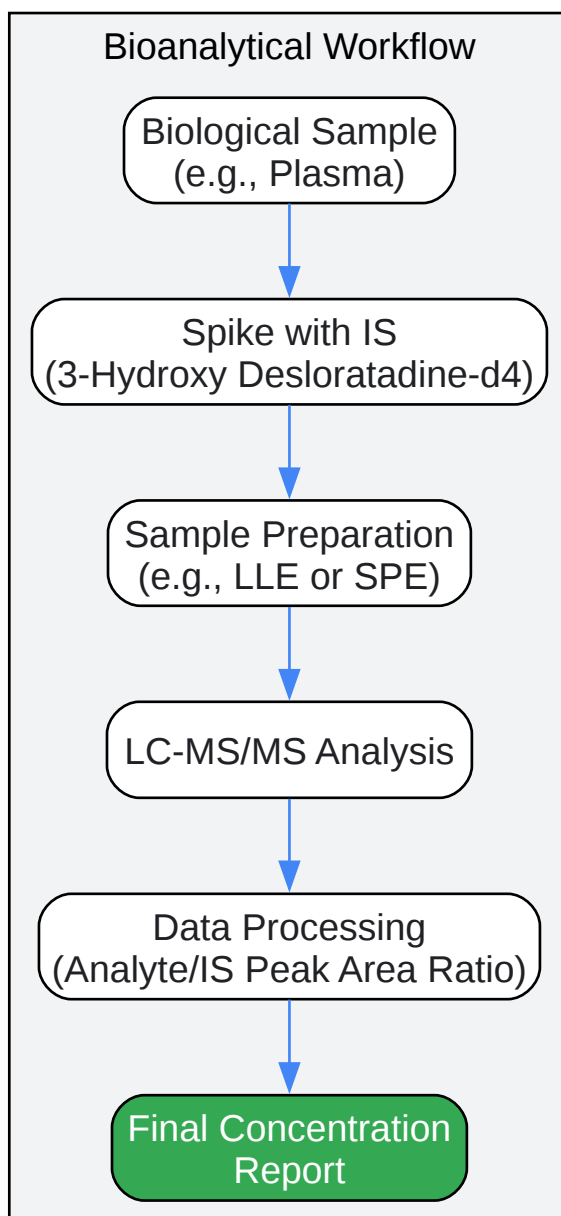 Bioanalytical Workflow
Biological Sample
(e.g., Plasma)
Spike with IS
(3-Hydroxy Desloratadine-d4)
Sample Preparation
(e.g., LLE or SPE)
LC-MS/MS Analysis
Data Processing
(Analyte/IS Peak Area Ratio)
Final Concentration
Report